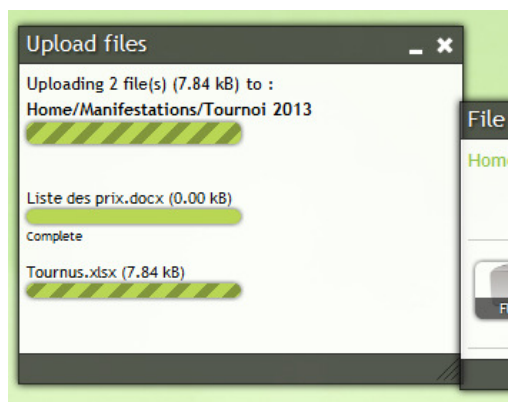 Upload files
Uploading 2 file(s) (7.84 kB) to :
Home/Manifestations/Tournoi 2013
Liste des prix.docx (0.00 kB)
Complete
Tournus.xlsx (7.84 kB)
File